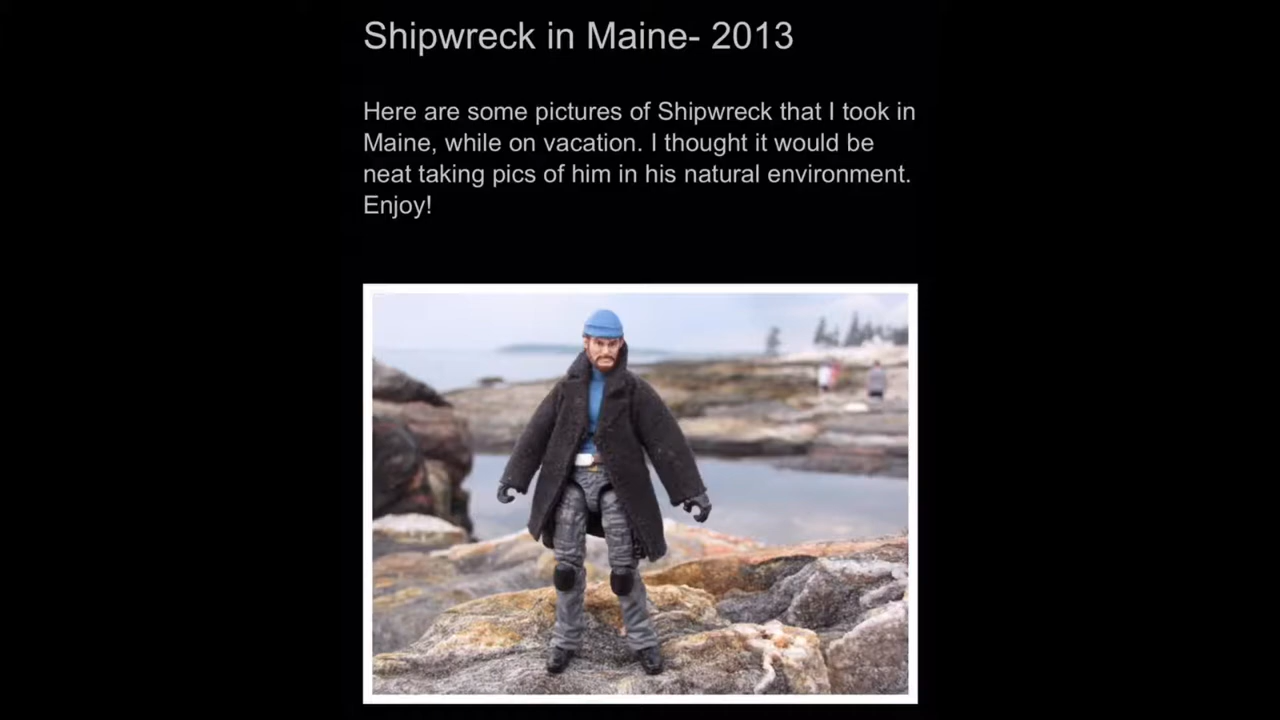 Shipwreck in Maine- 2013
Here are some pictures of Shipwreck that I took in
Maine, while on vacation. I thought it would be
neat taking pics of him in his natural environment.
Enjoy!